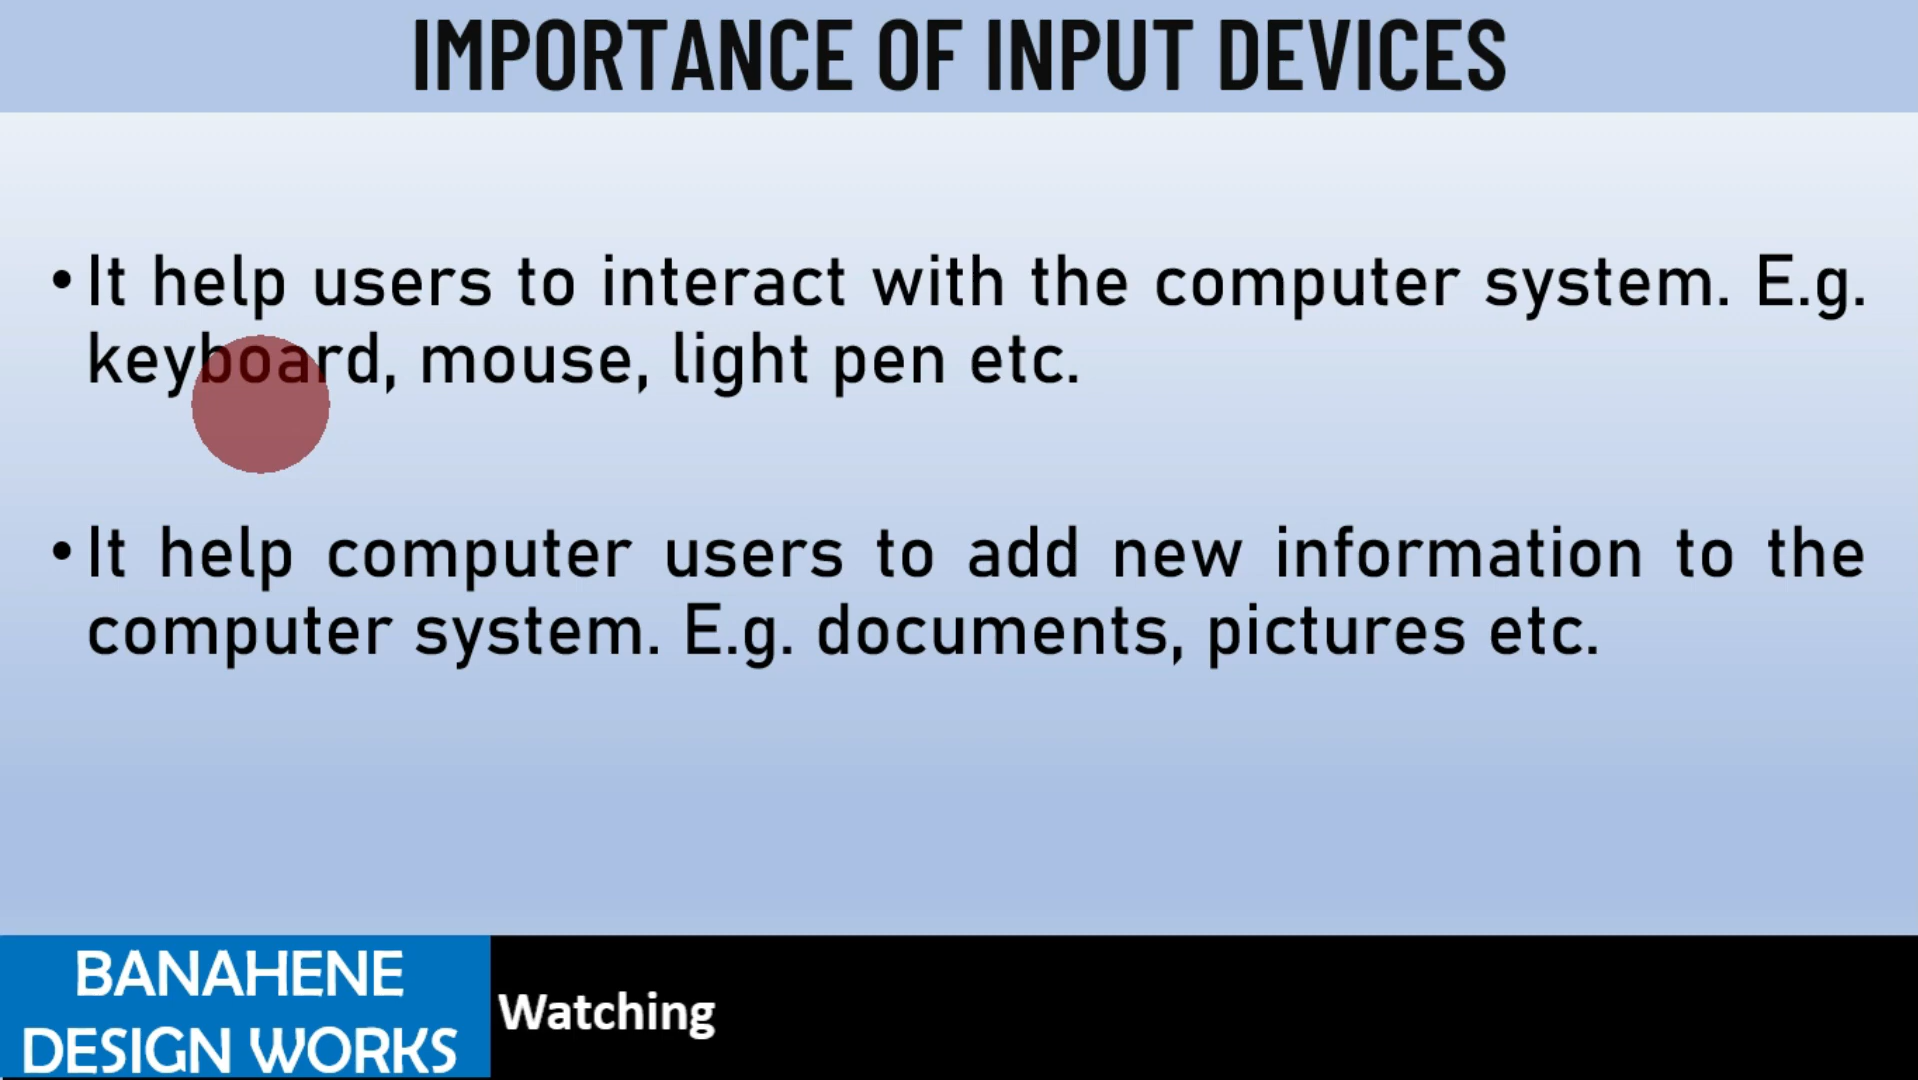 IMPORTANCE OF INPUT DEVICES
•It help users to interact with the computer system. E.g.
keyboard, mouse, light pen etc.
•It help computer users to add new information to the
computer system. E.g. documents, pictures etc.
BANAHENE
DESIGN WORKS
Watching